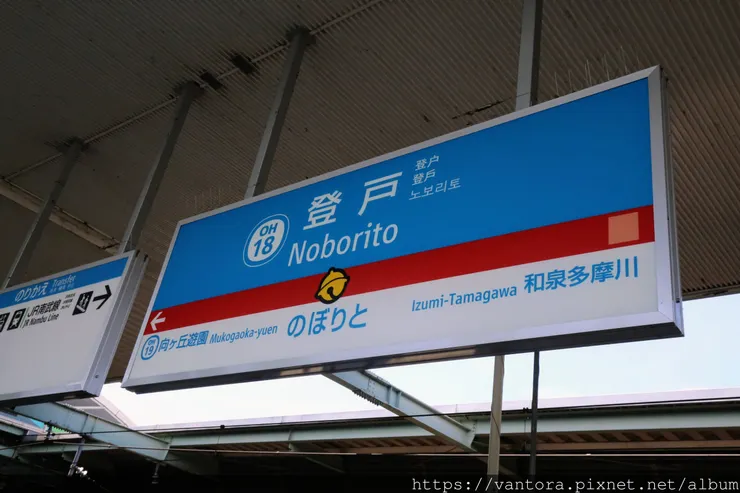 登戸
登户
登戶
노보리토
OH
18
Noborito
OH
19
向ヶ丘遊園 Mukogaoka-yuen
のぼりと
Izumi-Tamagawa 和泉多摩川
のりかえ Transfer
JR南武線
JR Nambu Line
https://vantora.pixnet.net/album